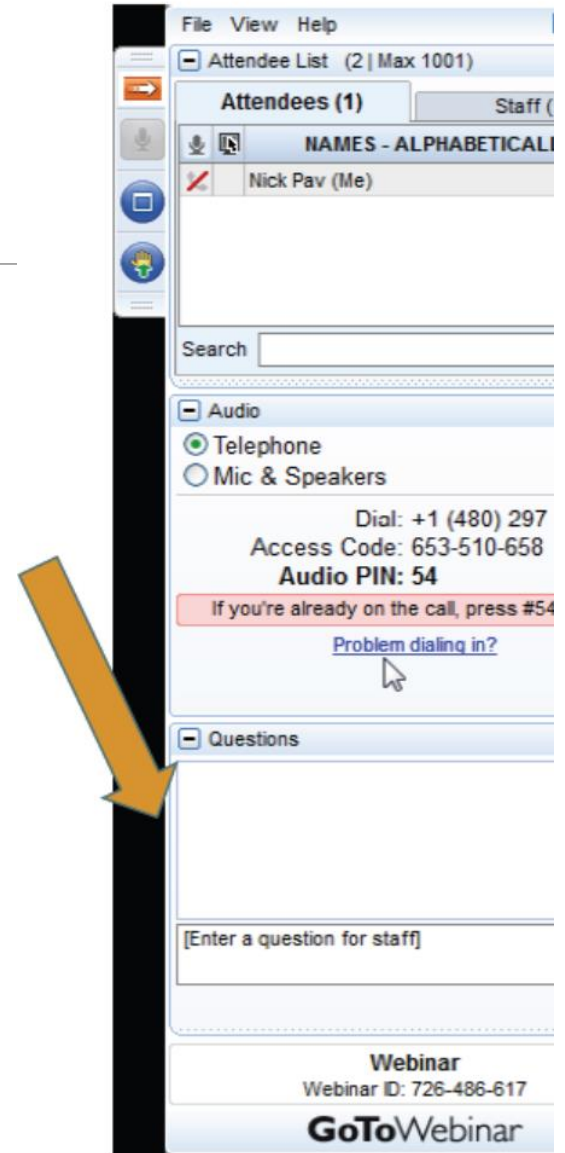 File View Help
Attendee List (2 | Max 1001)
Attendees (1) Staff (
NAMES - ALPHABETICALL
Nick Pav (Me)
Search
Audio
Telephone
Mic & Speakers
Dial: +1 (480) 297
Access Code: 653-510-658
Audio PIN: 54
If you're already on the call, press #54
Problem dialing in?
Questions
[Enter a question for staff]
Webinar
Webinar ID: 726-486-617
GoToWebinar